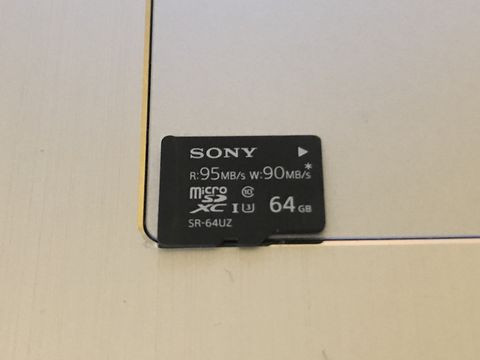 SONY
R:95MB/s W:90MB/s*
micro SD XC I U3 10 64GB
SR-64UZ